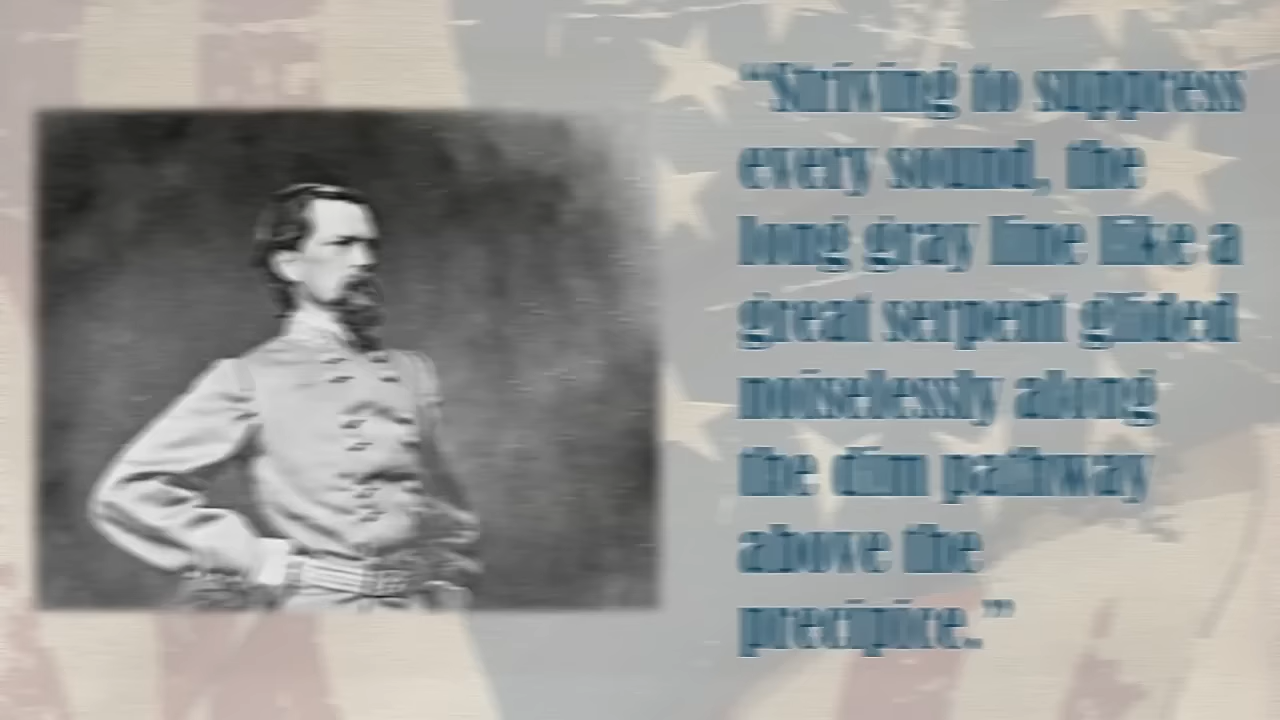 “Striving to suppress
every sound, the
long gray line like a
great serpent glided
noiselessly along
the dim pathway
above the
precipice.”